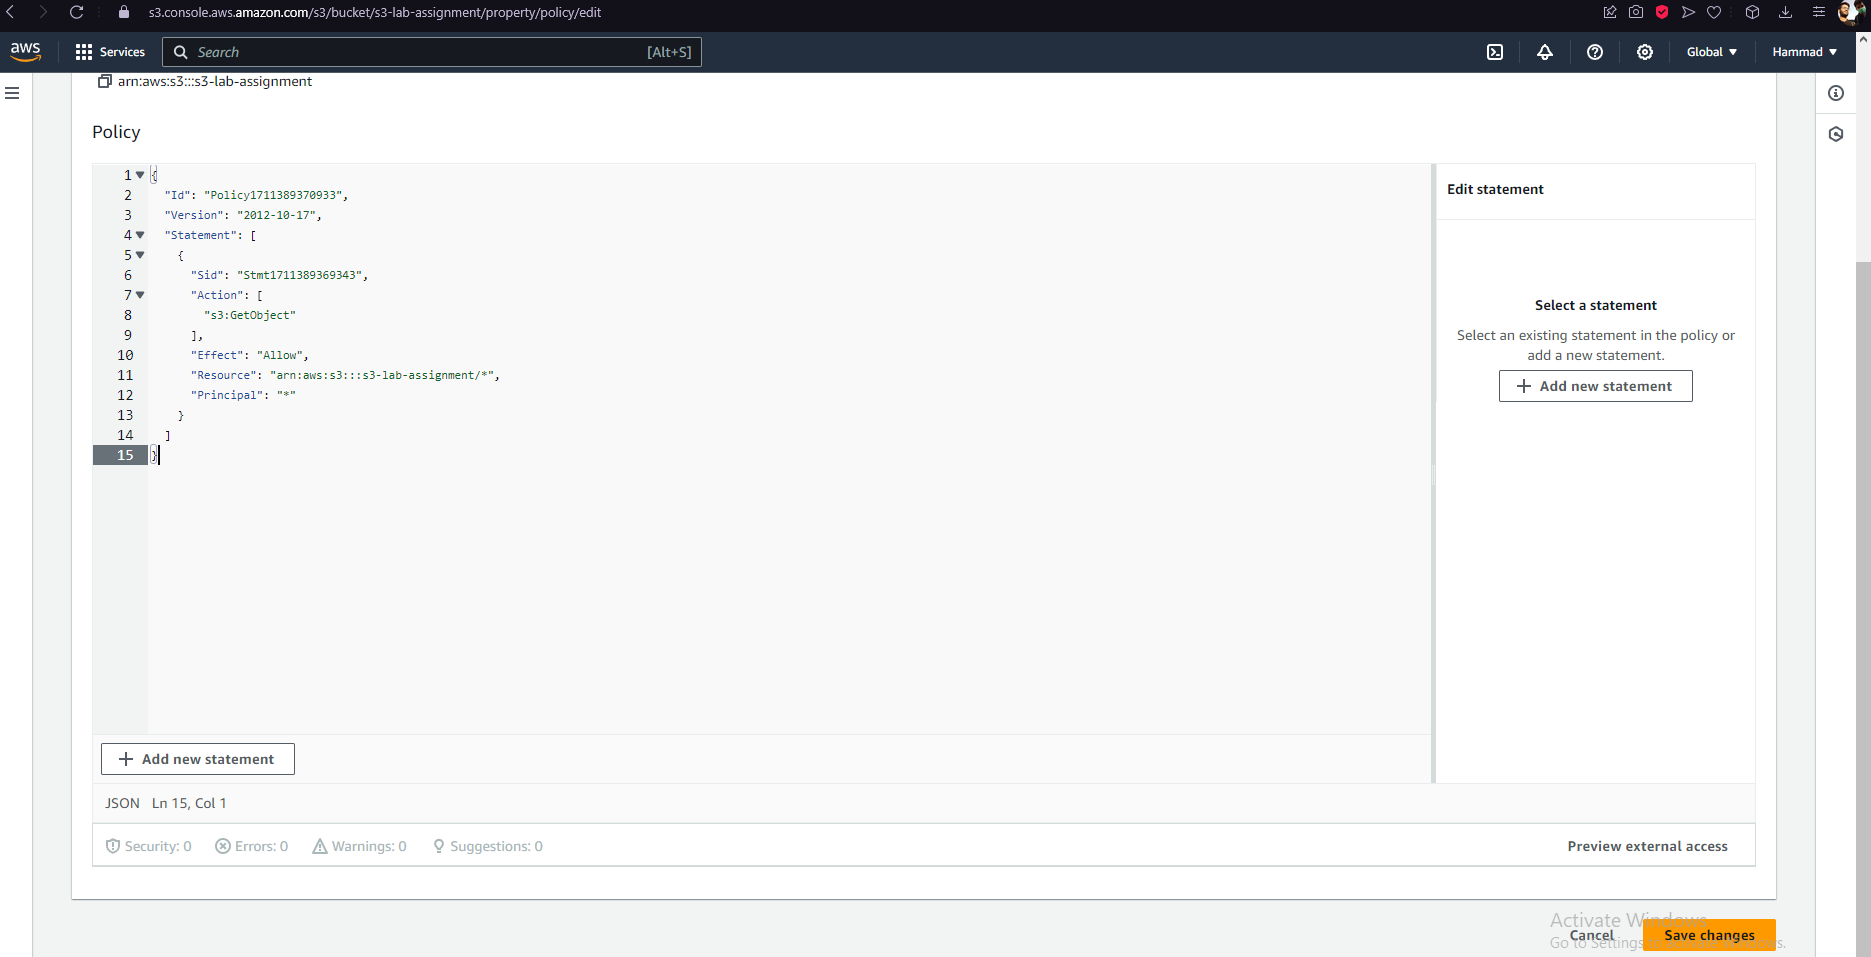 s3.console.aws.amazon.com/s3/bucket/s3-lab-assignment/property/policy/edit
aws Services Search [Alt+S] Global Hammad
arn:aws:s3:::s3-lab-assignment
Policy
1 {
2 "Id": "Policy1711389370933",
3 "Version": "2012-10-17",
4 "Statement": [
5 {
6 "Sid": "Stmt1711389369343",
7 "Action": [
8 "s3:GetObject"
9 ],
10 "Effect": "Allow",
11 "Resource": "arn:aws:s3:::s3-lab-assignment/*",
12 "Principal": "*"
13 }
14 ]
15 }
Edit statement
Select a statement
Select an existing statement in the policy or
add a new statement.
+ Add new statement
+ Add new statement
JSON Ln 15, Col 1
Security: 0 Errors: 0 Warnings: 0 Suggestions: 0
Preview external access
Activate Windows
Go to Settings
Cancel Save changes